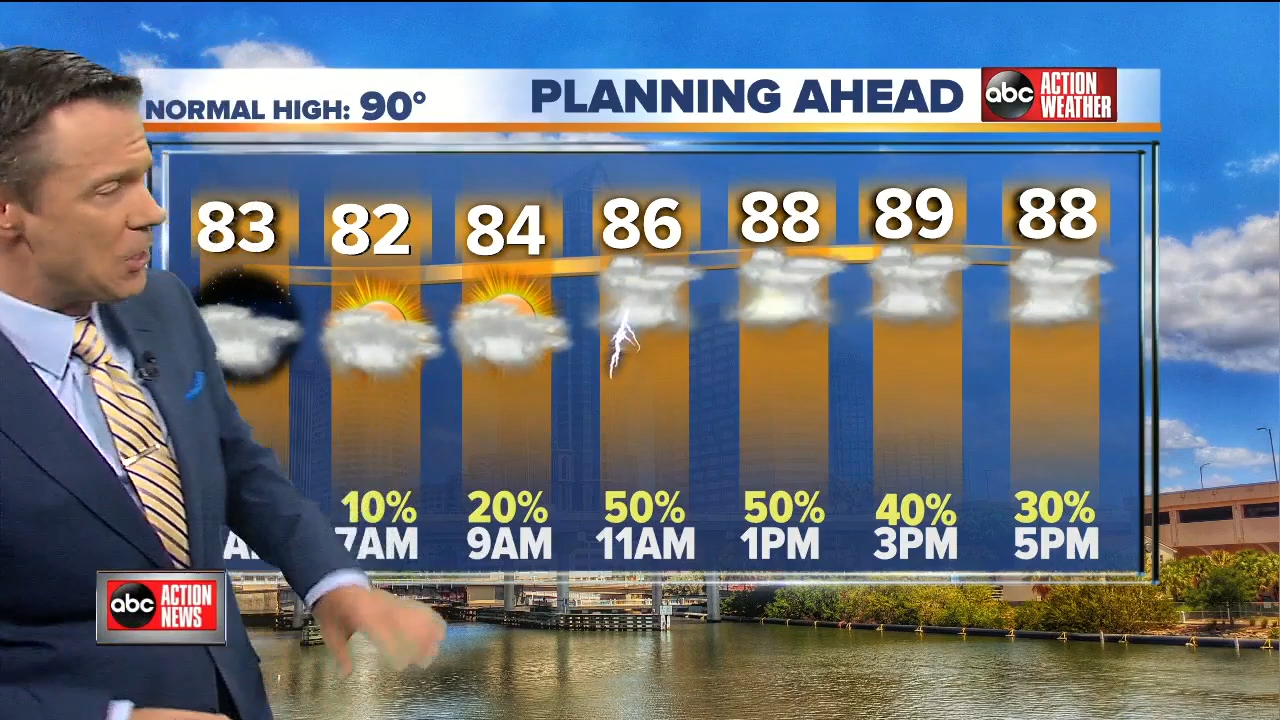 NORMAL HIGH: 90°
PLANNING AHEAD
abc ACTION WEATHER
83 82 84 86 88 89 88
10% 20% 50% 50% 40% 30%
7AM 9AM 11AM 1PM 3PM 5PM
abc ACTION NEWS